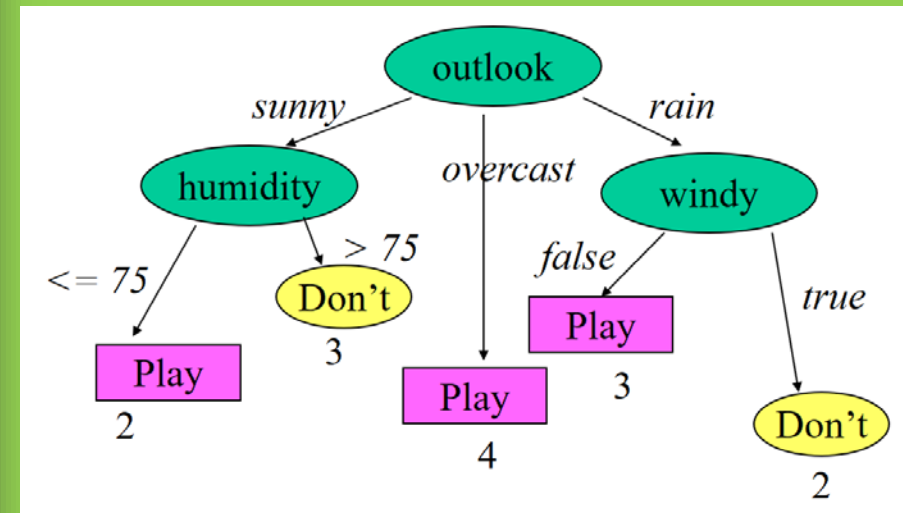 outlook
sunny
rain
overcast
humidity
windy
<= 75
> 75
false
true
Don't
3
Play
2
Play
4
Play
3
Don't
2